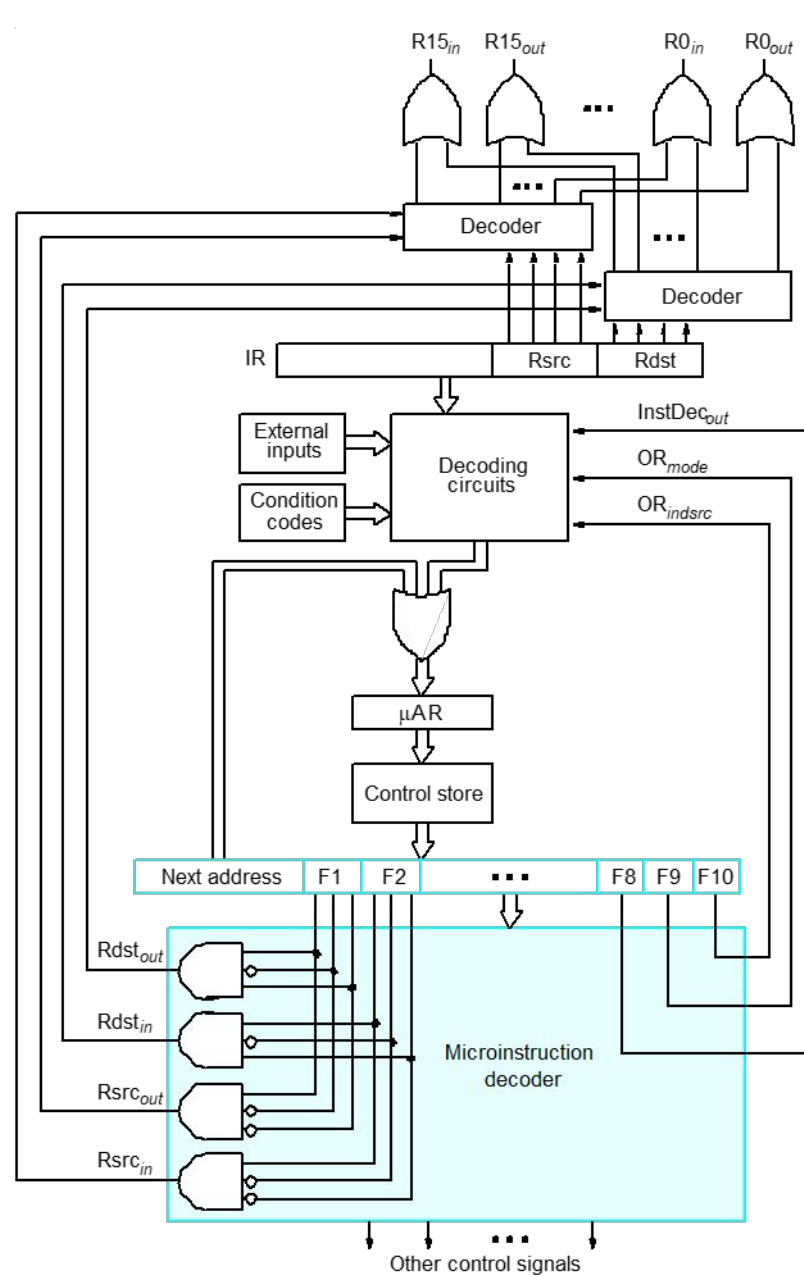 R15in R15out R0in R0out
Decoder
Decoder
IR Rsrc Rdst
InstDecout
External
inputs
Decoding
circuits
ORmode
Condition
codes
ORindsrc
μAR
Control store
Next address F1 F2 F8 F9 F10
Rdstout
Rdstin
Microinstruction
decoder
Rsrcout
Rsrcin
Other control signals